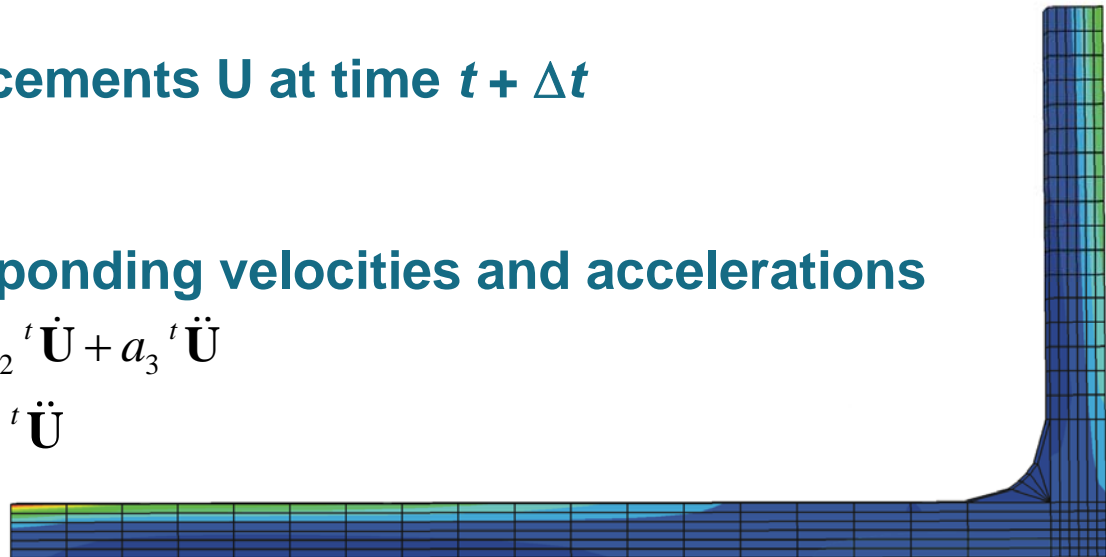 cements U at time t + Δt
ponding velocities and accelerations
₂ ᵗU̇ + a₃ ᵗÜ
ᵗÜ